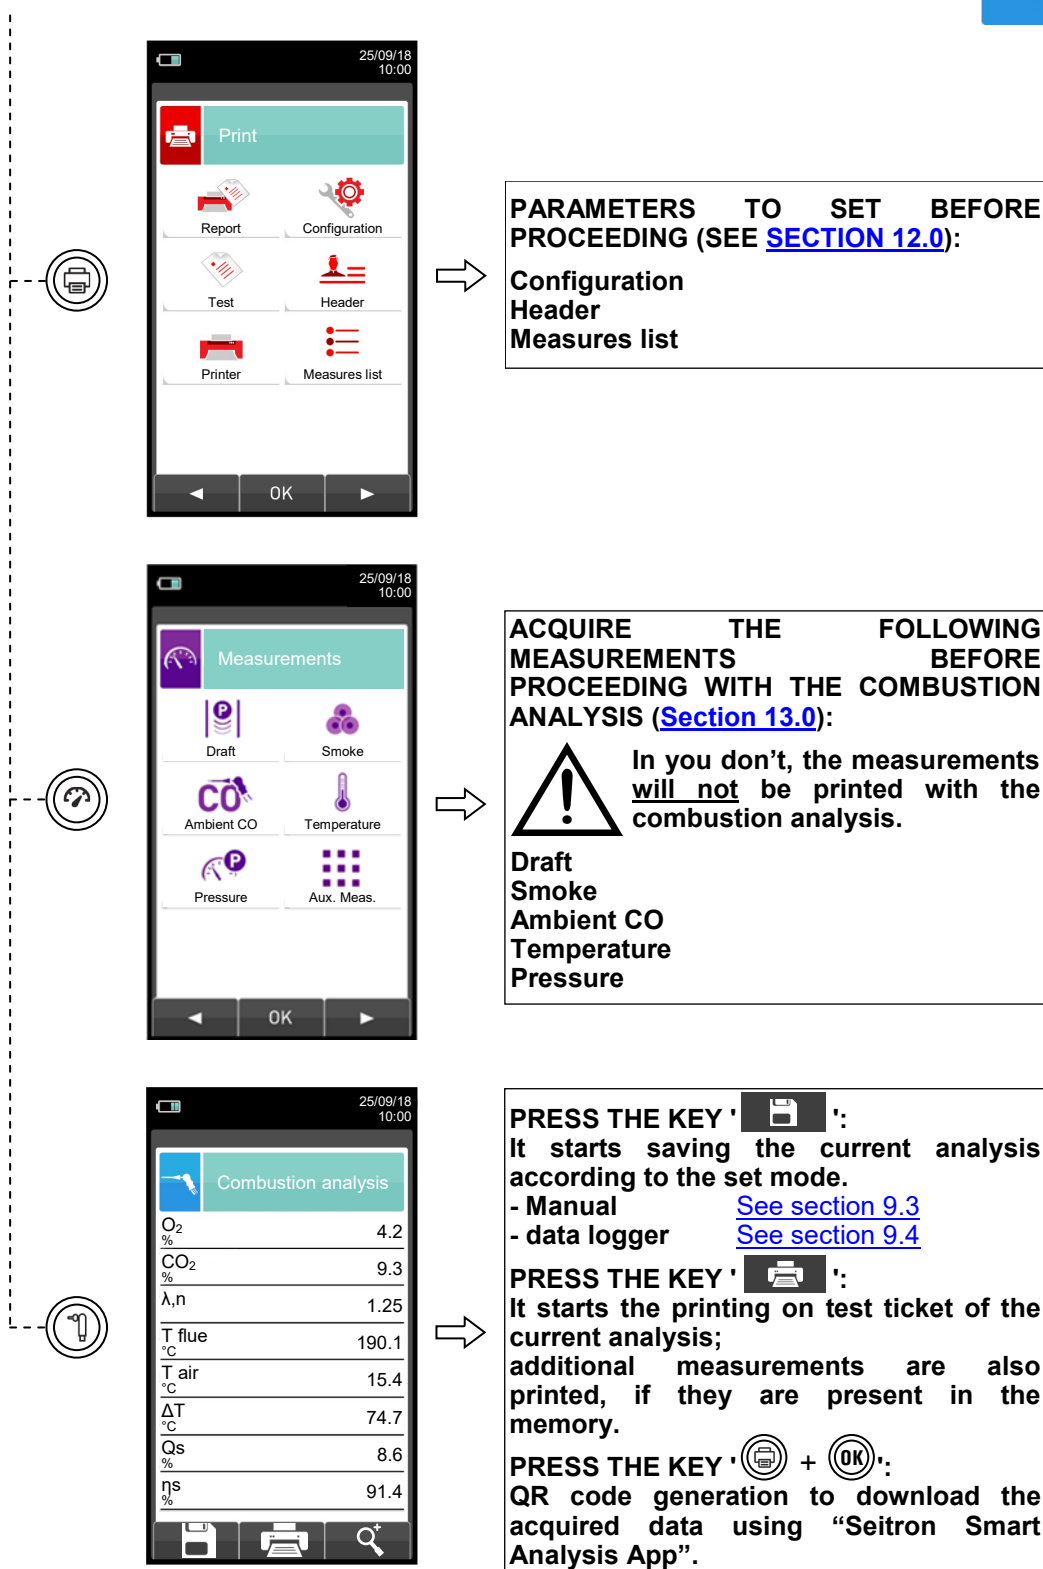 25/09/18
10:00
Print
Report
Configuration
Test
Header
Printer
Measures list
OK
PARAMETERS TO SET BEFORE
PROCEEDING (SEE SECTION 12.0):
Configuration
Header
Measures list
25/09/18
10:00
Measurements
P
Draft
Smoke
CO
Ambient CO
Temperature
P
Pressure
Aux. Meas.
OK
ACQUIRE THE FOLLOWING
MEASUREMENTS BEFORE
PROCEEDING WITH THE COMBUSTION
ANALYSIS (Section 13.0):
In you don’t, the measurements
will not be printed with the
combustion analysis.
Draft
Smoke
Ambient CO
Temperature
Pressure
25/09/18
10:00
Combustion analysis
O2 % 4.2
CO2 % 9.3
λ,n 1.25
T flue °C 190.1
T air °C 15.4
ΔT °C 74.7
Qs % 8.6
ηs % 91.4
PRESS THE KEY ' ':
It starts saving the current analysis
according to the set mode.
- Manual See section 9.3
- data logger See section 9.4
PRESS THE KEY ' ':
It starts the printing on test ticket of the
current analysis;
additional measurements are also
printed, if they are present in the
memory.
PRESS THE KEY ' + OK ':
QR code generation to download the
acquired data using “Seitron Smart
Analysis App”.